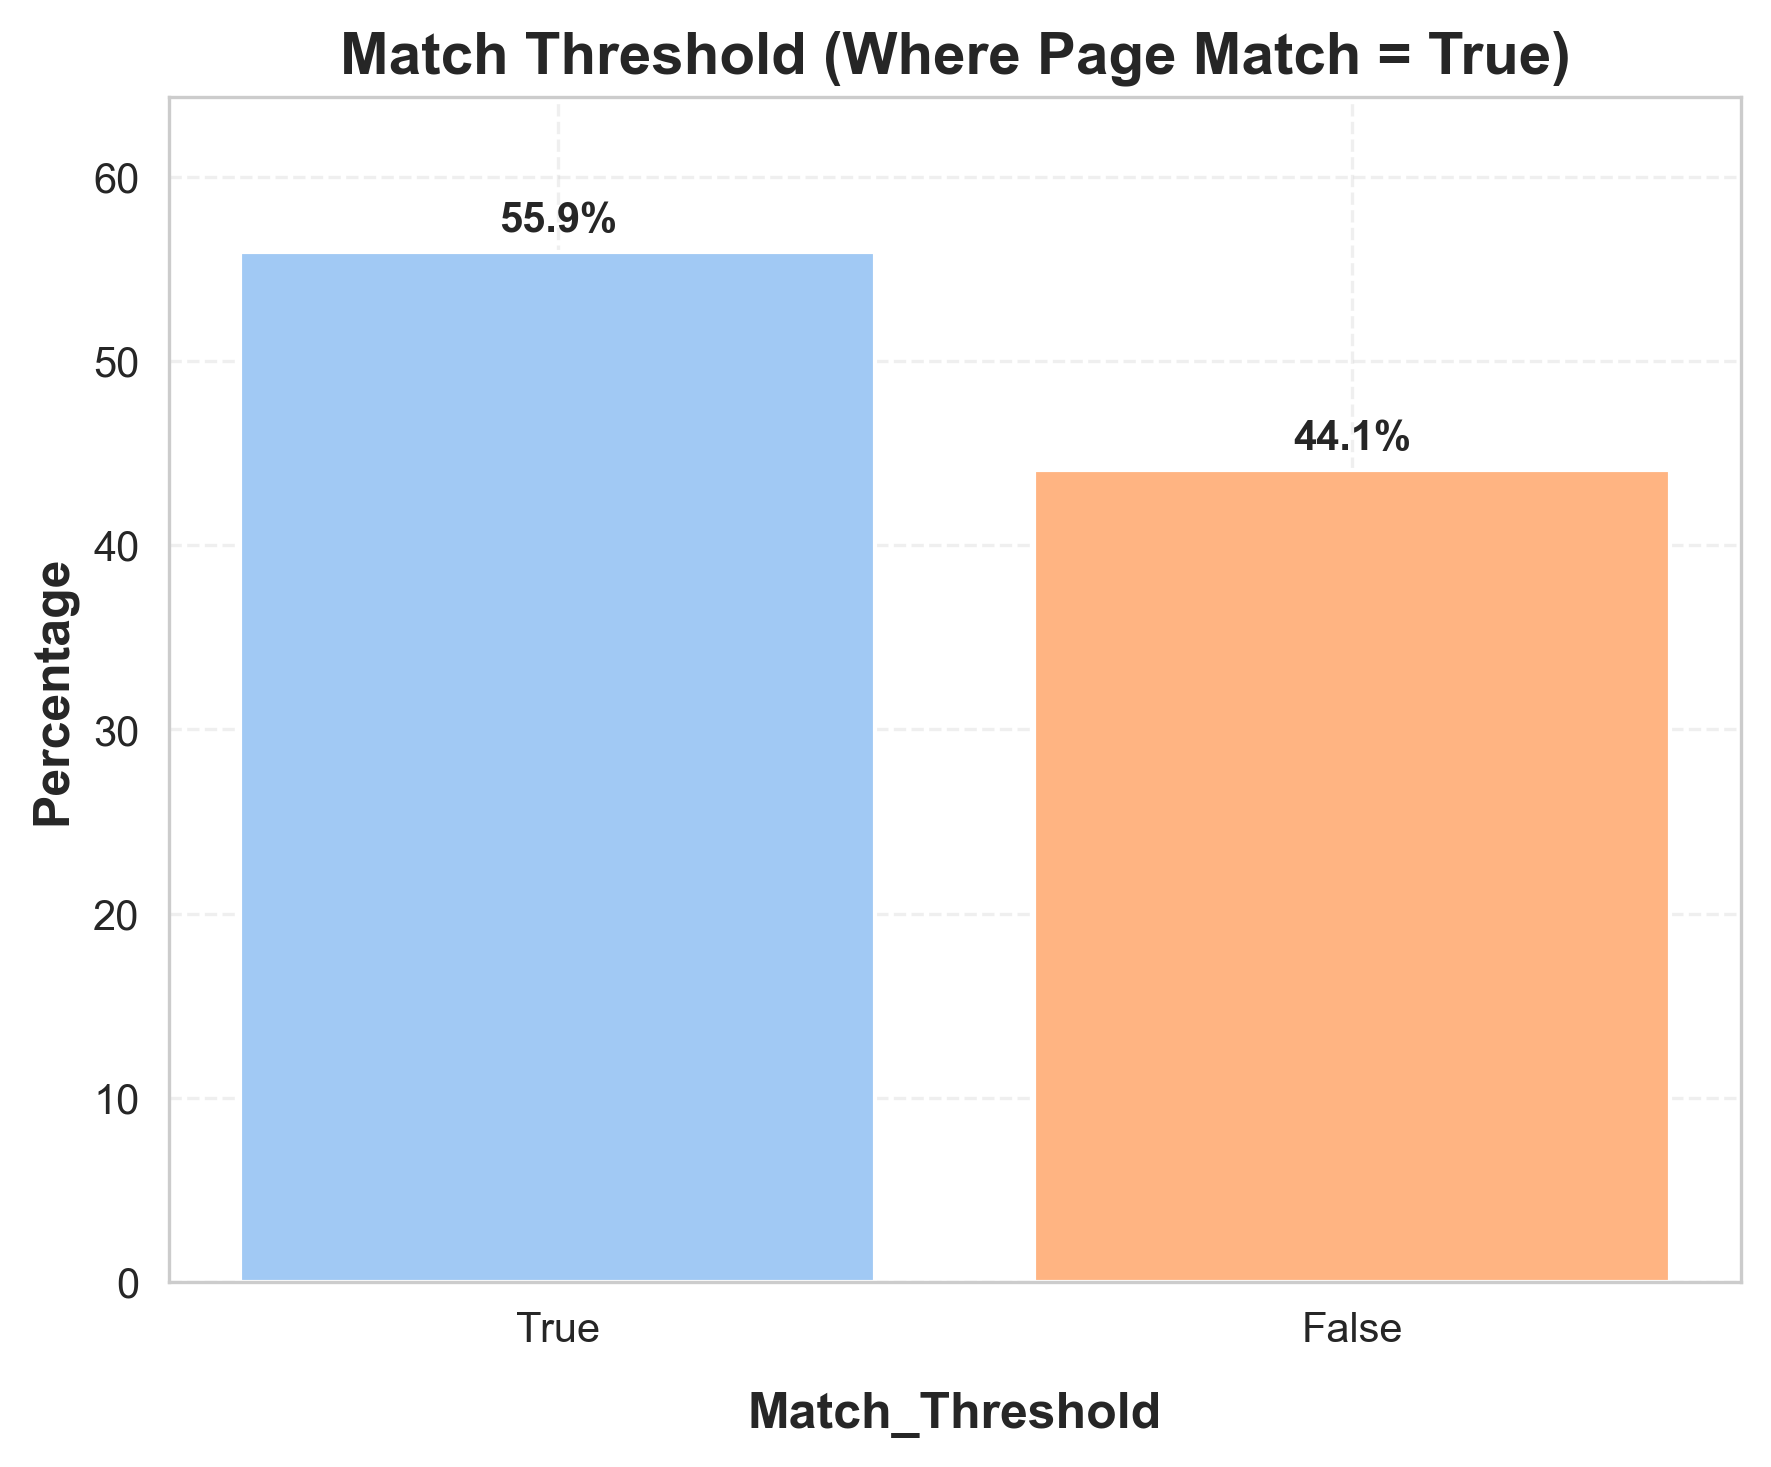 Match Threshold (Where Page Match = True)
60
55.9%
50
44.1%
40
30
20
10
0
Percentage
True
False
Match_Threshold